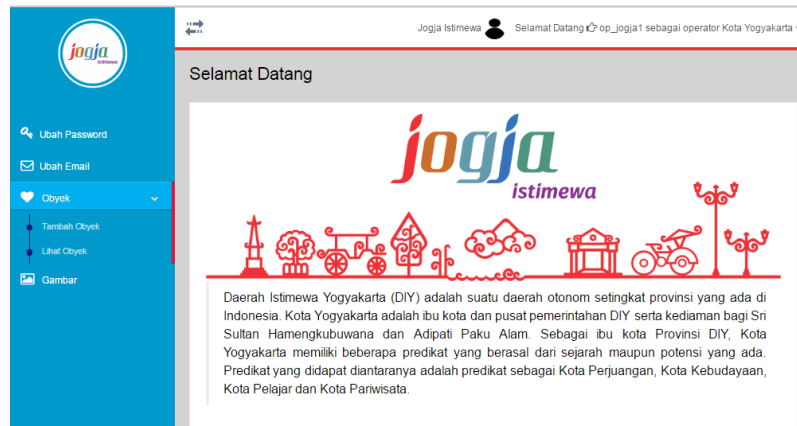 jogja
istimewa
Jogja Istimewa Selamat Datang op_jogja1 sebagai operator Kota Yogyakarta
Ubah Password
Ubah Email
Obyek
Tambah Obyek
Lihat Obyek
Gambar
Selamat Datang
jogja
istimewa
Daerah Istimewa Yogyakarta (DIY) adalah suatu daerah otonom setingkat provinsi yang ada di
Indonesia. Kota Yogyakarta adalah ibu kota dan pusat pemerintahan DIY serta kediaman bagi Sri
Sultan Hamengkubuwana dan Adipati Paku Alam. Sebagai ibu kota Provinsi DIY, Kota
Yogyakarta memiliki beberapa predikat yang berasal dari sejarah maupun potensi yang ada.
Predikat yang didapat diantaranya adalah predikat sebagai Kota Perjuangan, Kota Kebudayaan,
Kota Pelajar dan Kota Pariwisata.